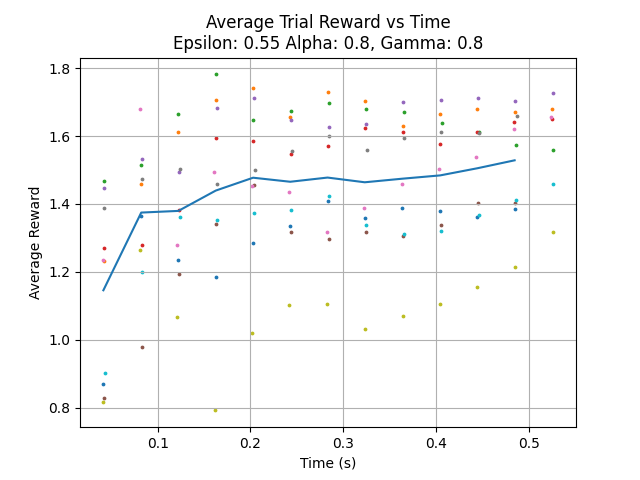 Average Trial Reward vs Time
Epsilon: 0.55 Alpha: 0.8, Gamma: 0.8
1.8
1.6
1.4
1.2
1.0
0.8
Average Reward
0.1 0.2 0.3 0.4 0.5
Time (s)